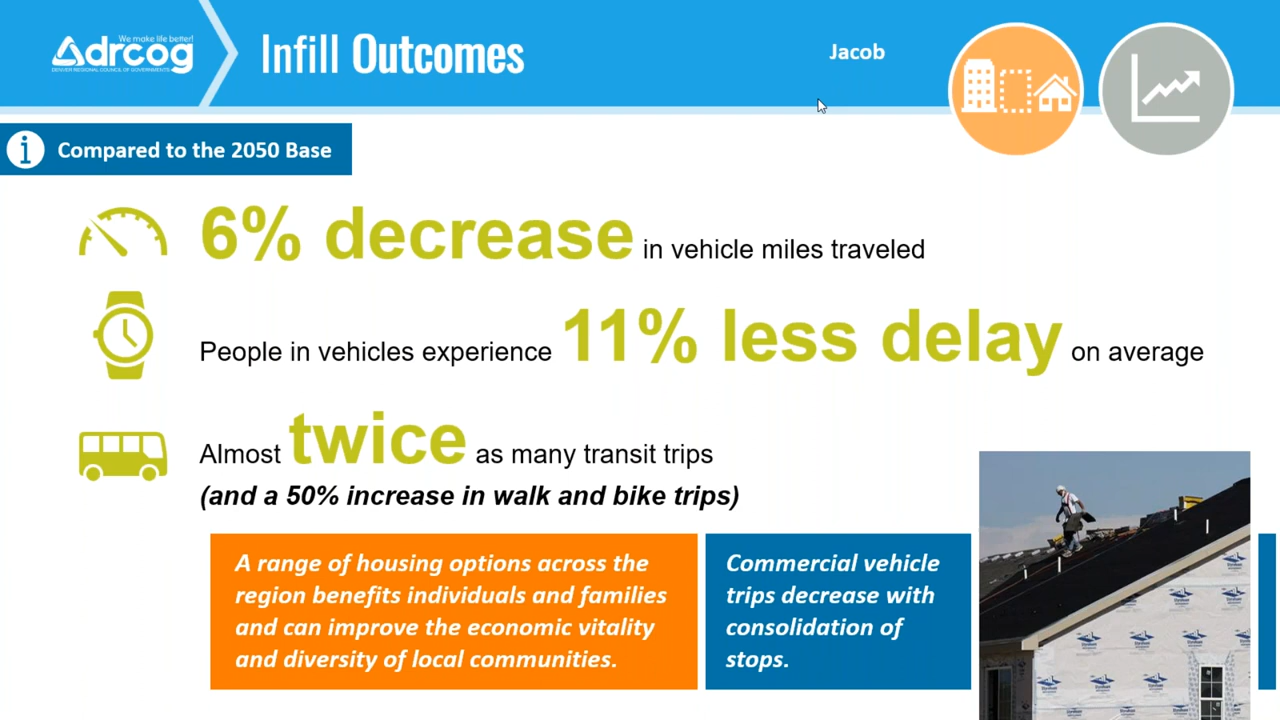 We make life better!
drcog
DENVER REGIONAL COUNCIL OF GOVERNMENTS
Infill Outcomes
Jacob
i Compared to the 2050 Base
6% decrease in vehicle miles traveled
People in vehicles experience 11% less delay on average
Almost twice as many transit trips
(and a 50% increase in walk and bike trips)
A range of housing options across the
region benefits individuals and families
and can improve the economic vitality
and diversity of local communities.
Commercial vehicle
trips decrease with
consolidation of
stops.